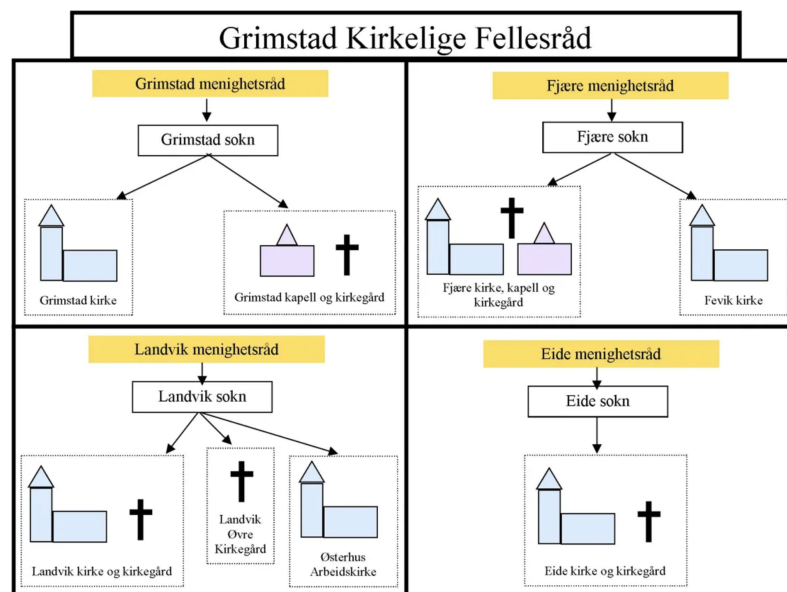 Grimstad Kirkelige Fellesråd
Grimstad menighetsråd
Grimstad sokn
Grimstad kirke
Grimstad kapell og kirkegård
Fjære menighetsråd
Fjære sokn
Fjære kirke, kapell og
kirkegård
Fevik kirke
Landvik menighetsråd
Landvik sokn
Landvik kirke og kirkegård
Landvik
Øvre
Kirkegård
Østerhus
Arbeidskirke
Eide menighetsråd
Eide sokn
Eide kirke og kirkegård